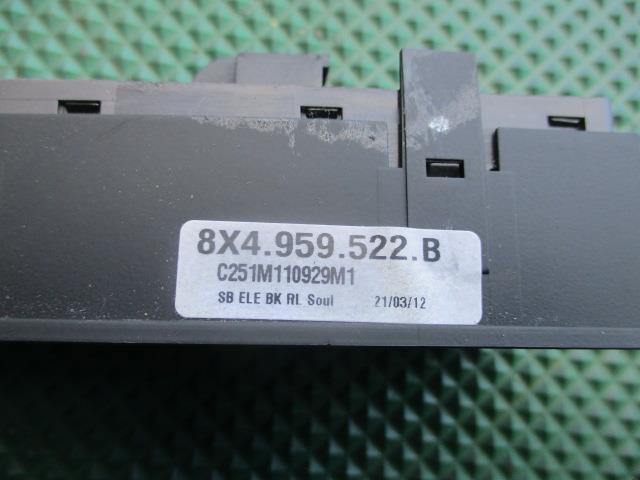 8X4.959.522.B
C251M110929M1
SB ELE BK RL Soul 21/03/12